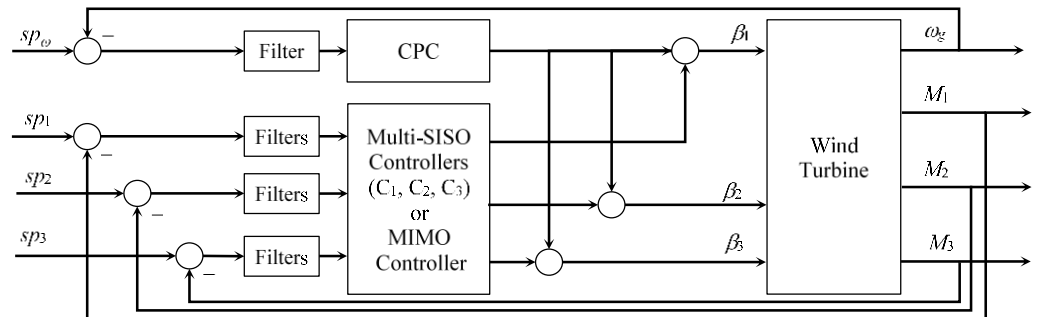 spω
−
Filter
CPC
β1
ωg
sp1
−
Filters
Multi-SISO
Controllers
(C1, C2, C3)
or
MIMO
Controller
Wind
Turbine
M1
sp2
−
Filters
β2
M2
sp3
−
Filters
β3
M3